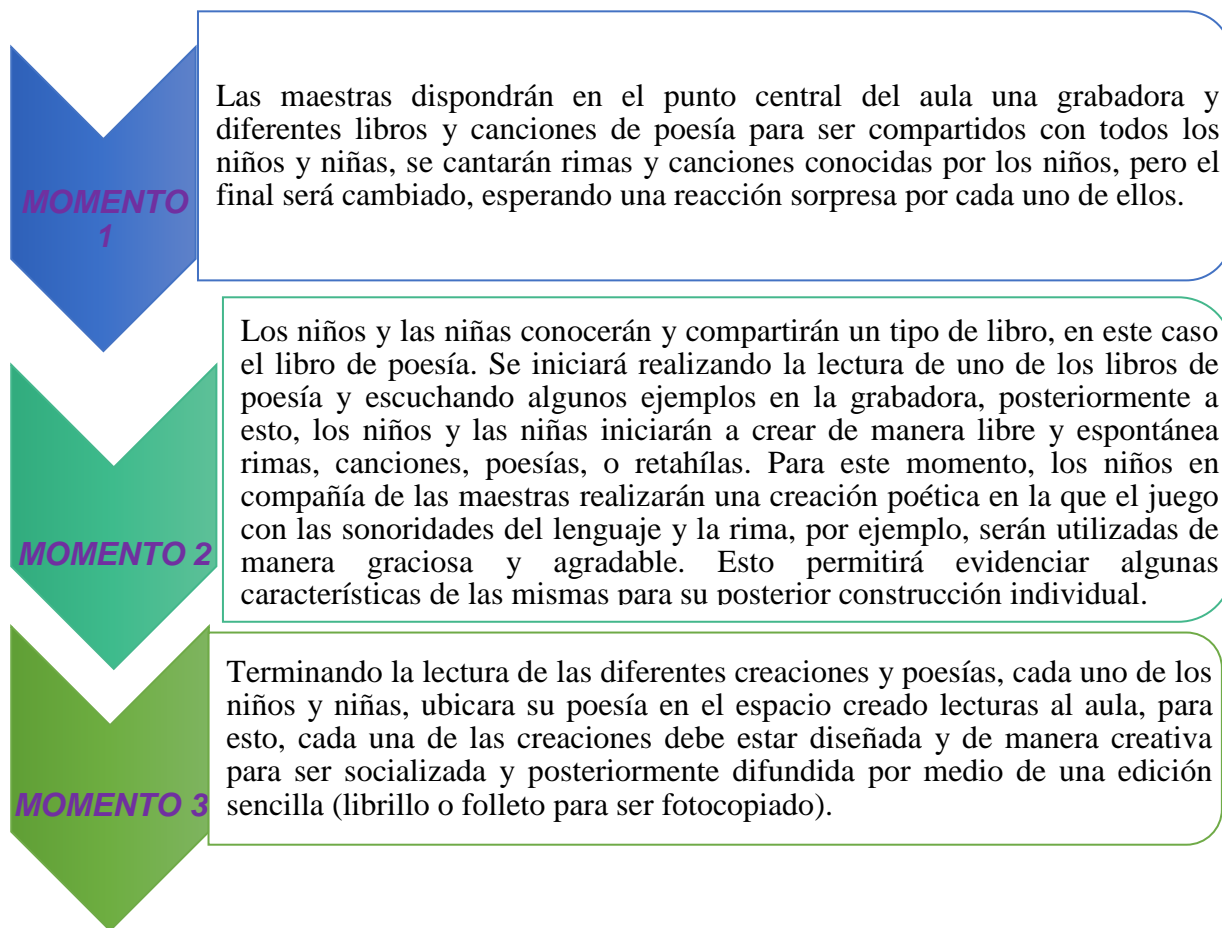 MOMENTO
1
Las maestras dispondrán en el punto central del aula una grabadora y
diferentes libros y canciones de poesía para ser compartidos con todos los
niños y niñas, se cantarán rimas y canciones conocidas por los niños, pero el
final será cambiado, esperando una reacción sorpresa por cada uno de ellos.
MOMENTO 2
Los niños y las niñas conocerán y compartirán un tipo de libro, en este caso
el libro de poesía. Se iniciará realizando la lectura de uno de los libros de
poesía y escuchando algunos ejemplos en la grabadora, posteriormente a
esto, los niños y las niñas iniciarán a crear de manera libre y espontánea
rimas, canciones, poesías, o retahílas. Para este momento, los niños en
compañía de las maestras realizarán una creación poética en la que el juego
con las sonoridades del lenguaje y la rima, por ejemplo, serán utilizadas de
manera graciosa y agradable. Esto permitirá evidenciar algunas
características de las mismas para su posterior construcción individual.
MOMENTO 3
Terminando la lectura de las diferentes creaciones y poesías, cada uno de los
niños y niñas, ubicara su poesía en el espacio creado lecturas al aula, para
esto, cada una de las creaciones debe estar diseñada y de manera creativa
para ser socializada y posteriormente difundida por medio de una edición
sencilla (librillo o folleto para ser fotocopiado).